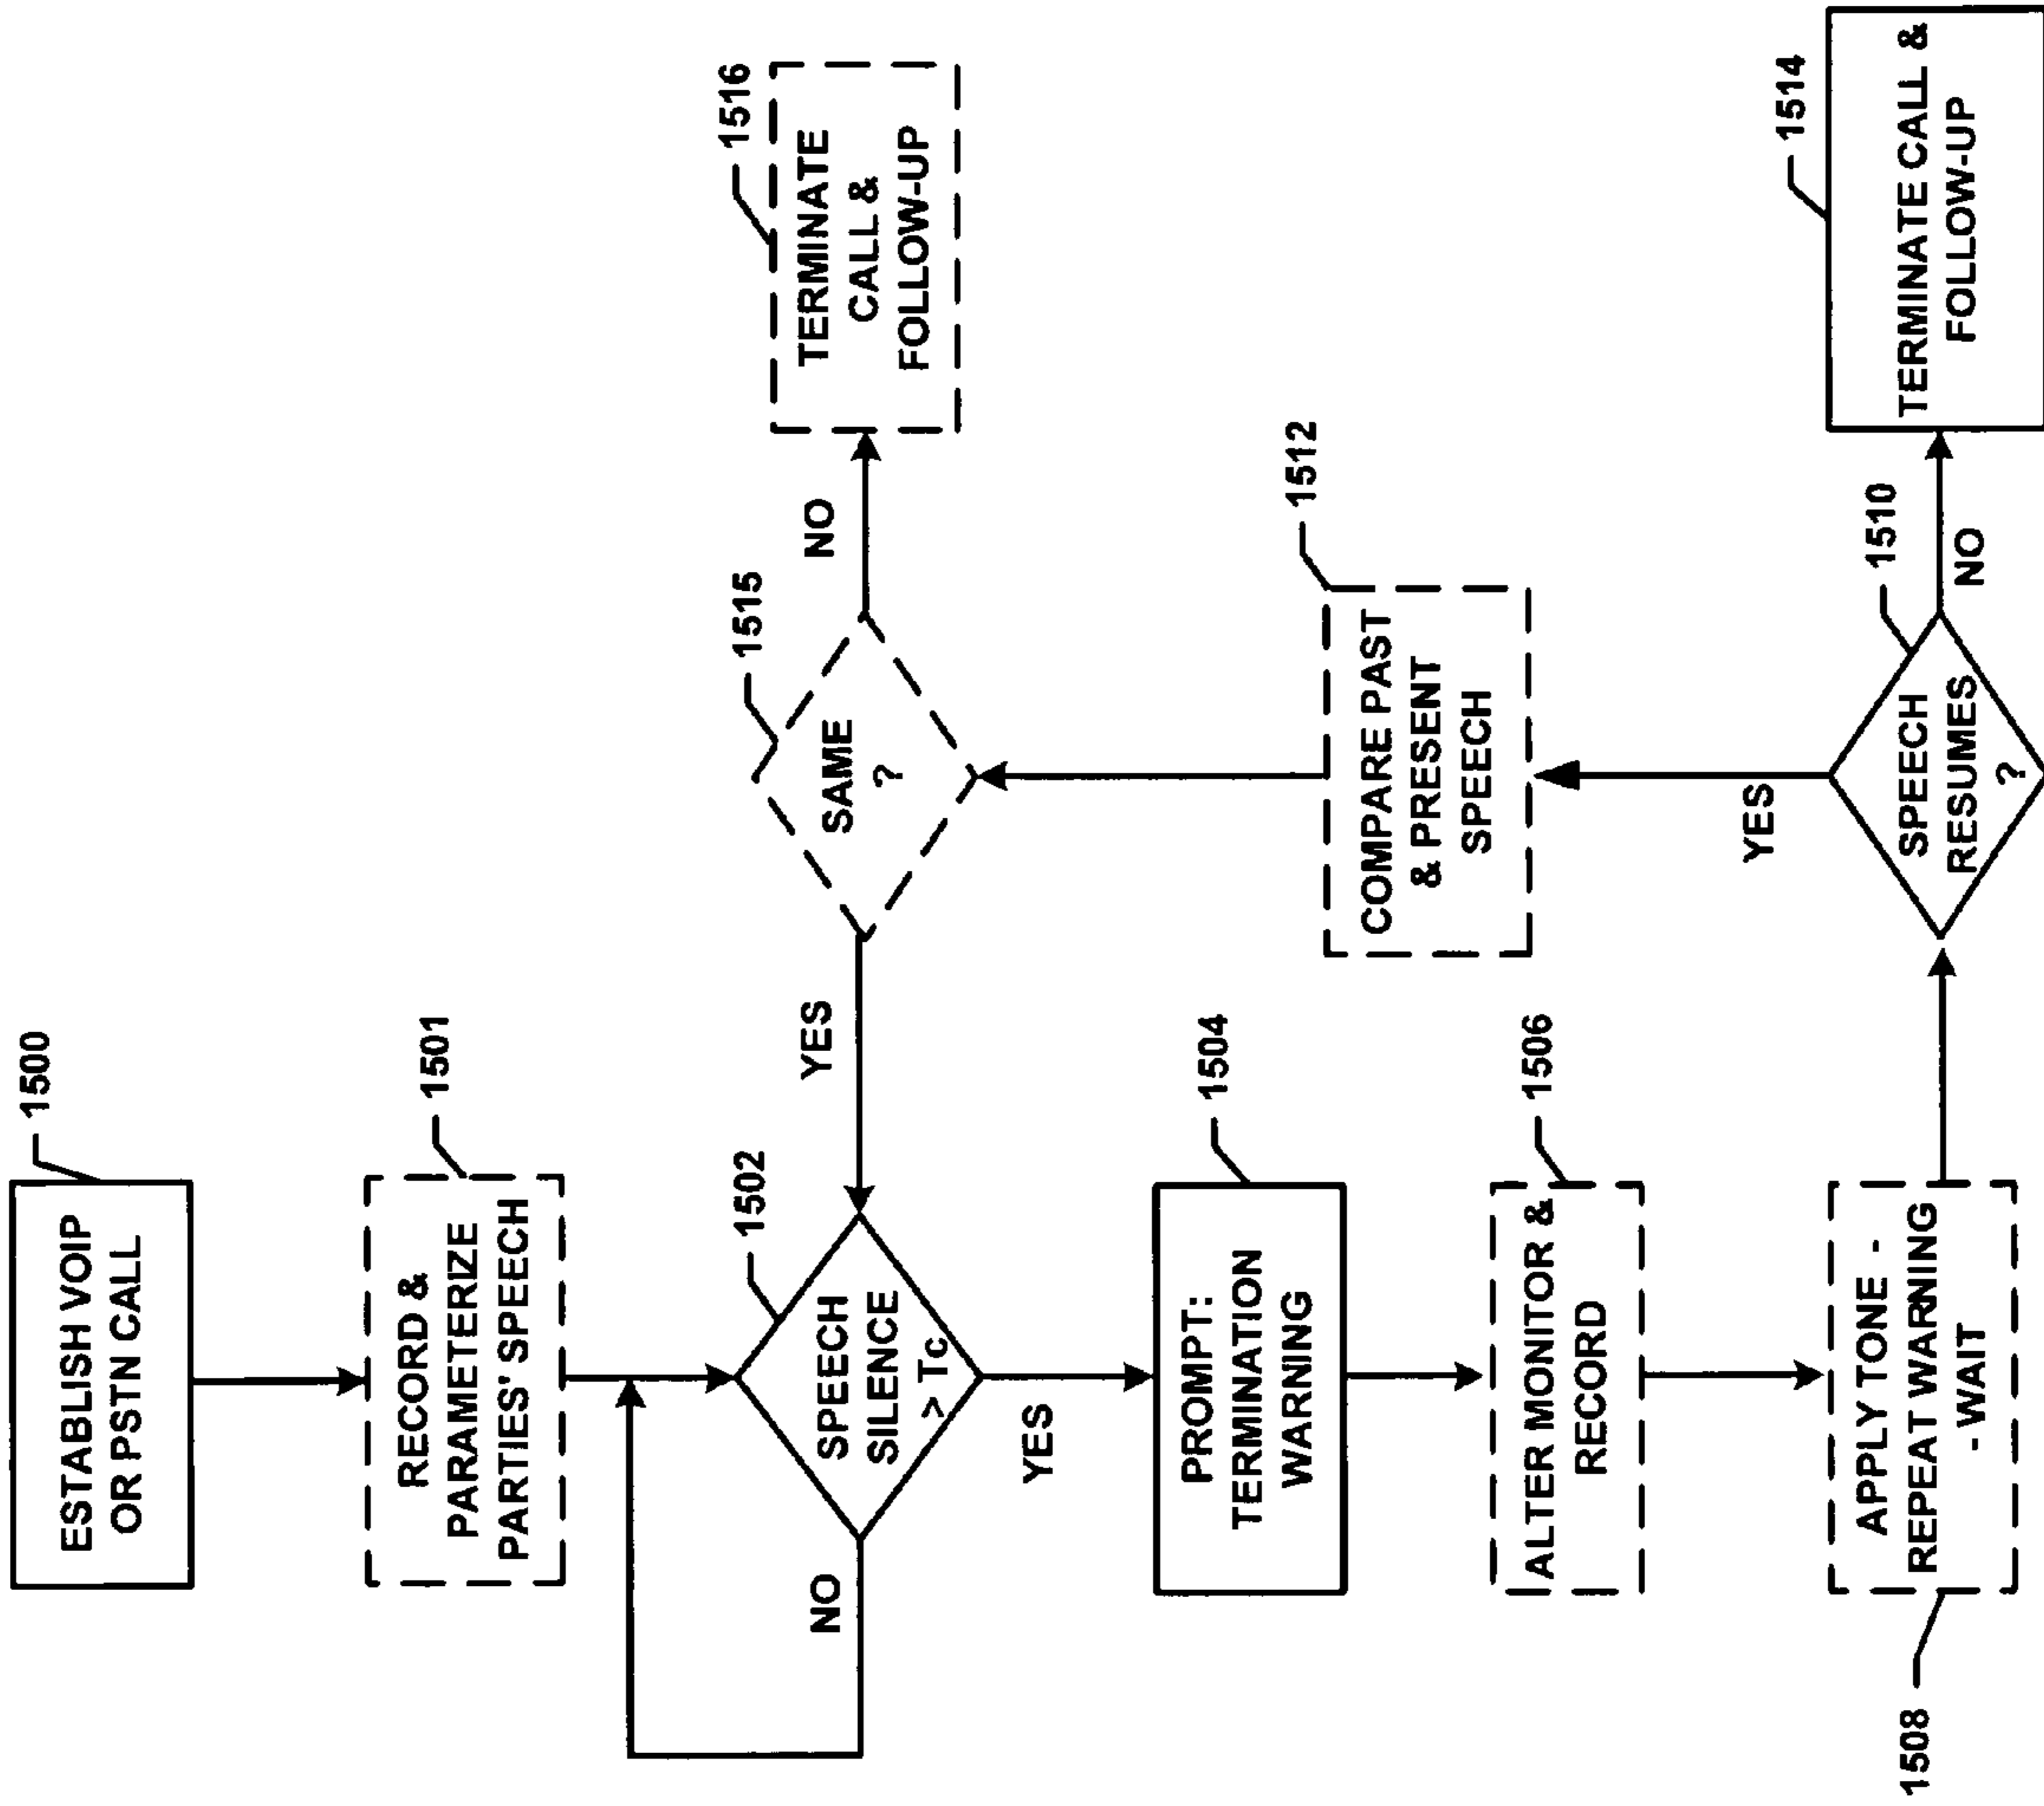 1500
ESTABLISH VOIP
OR PSTN CALL
1501
RECORD &
PARAMETERIZE
PARTIES' SPEECH
1502
SPEECH
SILENCE
> Tc
NO
YES
1504
PROMPT:
TERMINATION
WARNING
1506
ALTER MONITOR &
RECORD
1508
APPLY TONE -
REPEAT WARNING
- WAIT
1510
SPEECH
RESUMES
?
YES
NO
1512
COMPARE PAST
& PRESENT
SPEECH
1514
TERMINATE CALL &
FOLLOW-UP
1515
SAME
?
YES
NO
1516
TERMINATE
CALL &
FOLLOW-UP